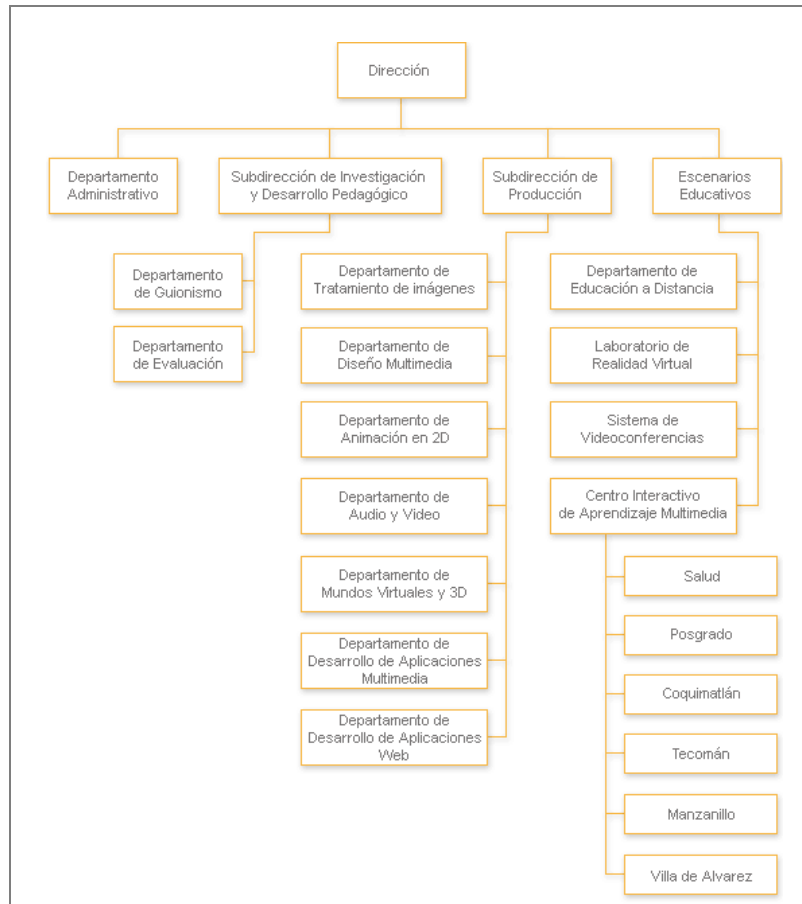 Dirección
Departamento
Administrativo
Subdirección de Investigación
y Desarrollo Pedagógico
Subdirección de
Producción
Escenarios
Educativos
Departamento
de Guionismo
Departamento
de Evaluación
Departamento de
Tratamiento de imágenes
Departamento de
Diseño Multimedia
Departamento de
Animación en 2D
Departamento de
Audio y Video
Departamento de
Mundos Virtuales y 3D
Departamento de
Desarrollo de Aplicaciones
Multimedia
Departamento de
Desarrollo de Aplicaciones
Web
Departamento de
Educación a Distancia
Laboratorio de
Realidad Virtual
Sistema de
Videoconferencias
Centro Interactivo
de Aprendizaje Multimedia
Salud
Posgrado
Coquimatlán
Tecomán
Manzanillo
Villa de Alvarez